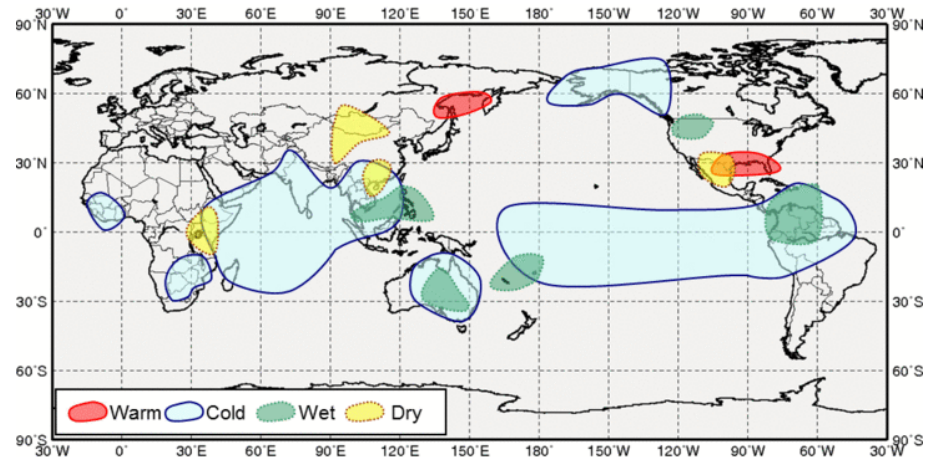 30˚W 0˚ 30˚E 60˚E 90˚E 120˚E 150˚E 180˚ 150˚W 120˚W 90˚W 60˚W 30˚W
90˚N 90˚N
60˚N 60˚N
30˚N 30˚N
0˚ 0˚
30˚S 30˚S
60˚S 60˚S
Warm Cold Wet Dry
90˚S 90˚S
30˚W 0˚ 30˚E 60˚E 90˚E 120˚E 150˚E 180˚ 150˚W 120˚W 90˚W 60˚W 30˚W